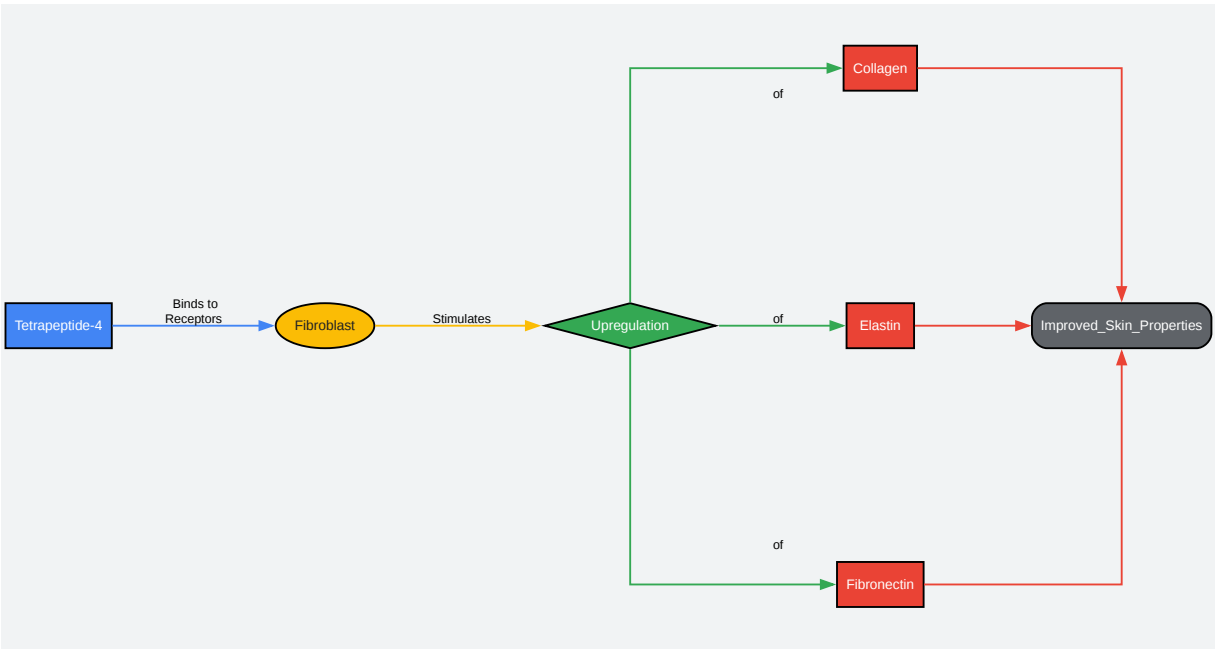 Collagen
of
Binds to
Receptors
Tetrapeptide-4
Fibroblast
Stimulates
Upregulation
of
Elastin
Improved_Skin_Properties
of
Fibronectin